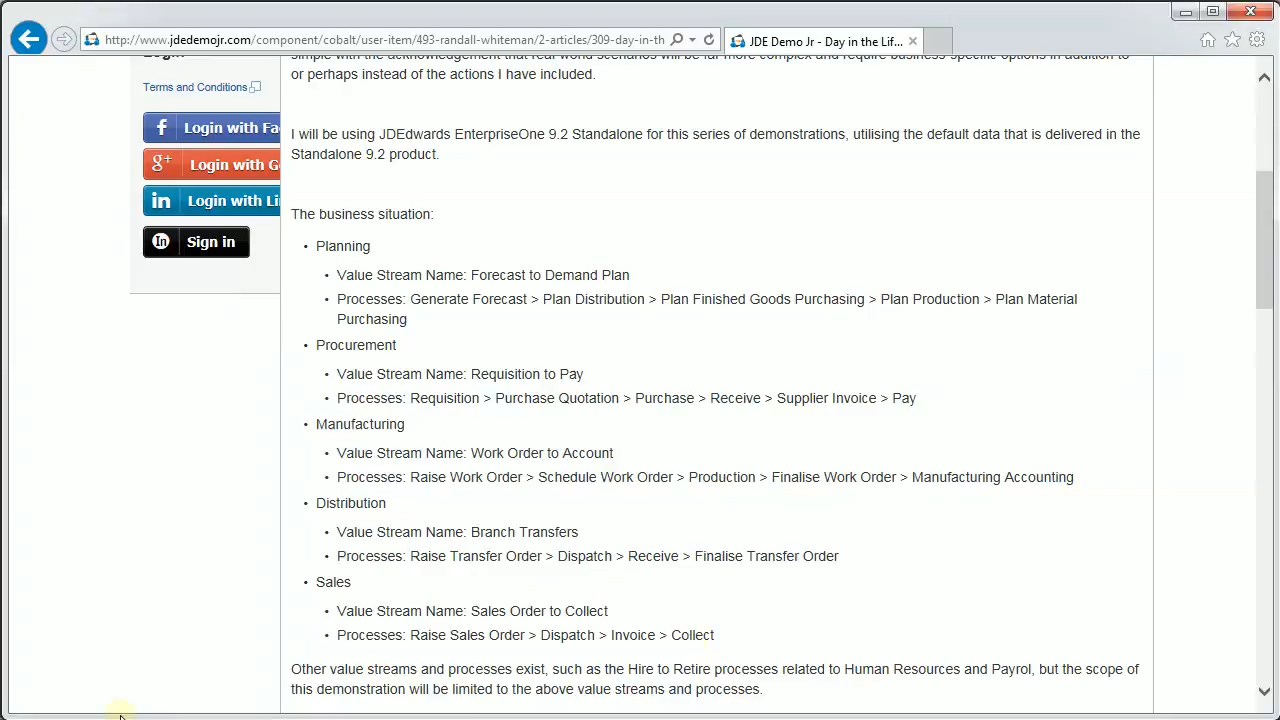 http://www.jdedemojr.com/component/cobalt/user-item/493-randall-whiteman/2-articles/309-day-in-th
JDE Demo Jr - Day in the Lif...
Terms and Conditions
Login with Fa
Login with G
Login with Li
Sign in
or perhaps instead of the actions I have included.
I will be using JDEdwards EnterpriseOne 9.2 Standalone for this series of demonstrations, utilising the default data that is delivered in the
Standalone 9.2 product.
The business situation:
• Planning
• Value Stream Name: Forecast to Demand Plan
• Processes: Generate Forecast > Plan Distribution > Plan Finished Goods Purchasing > Plan Production > Plan Material
Purchasing
• Procurement
• Value Stream Name: Requisition to Pay
• Processes: Requisition > Purchase Quotation > Purchase > Receive > Supplier Invoice > Pay
• Manufacturing
• Value Stream Name: Work Order to Account
• Processes: Raise Work Order > Schedule Work Order > Production > Finalise Work Order > Manufacturing Accounting
• Distribution
• Value Stream Name: Branch Transfers
• Processes: Raise Transfer Order > Dispatch > Receive > Finalise Transfer Order
• Sales
• Value Stream Name: Sales Order to Collect
• Processes: Raise Sales Order > Dispatch > Invoice > Collect
Other value streams and processes exist, such as the Hire to Retire processes related to Human Resources and Payrol, but the scope of
this demonstration will be limited to the above value streams and processes.